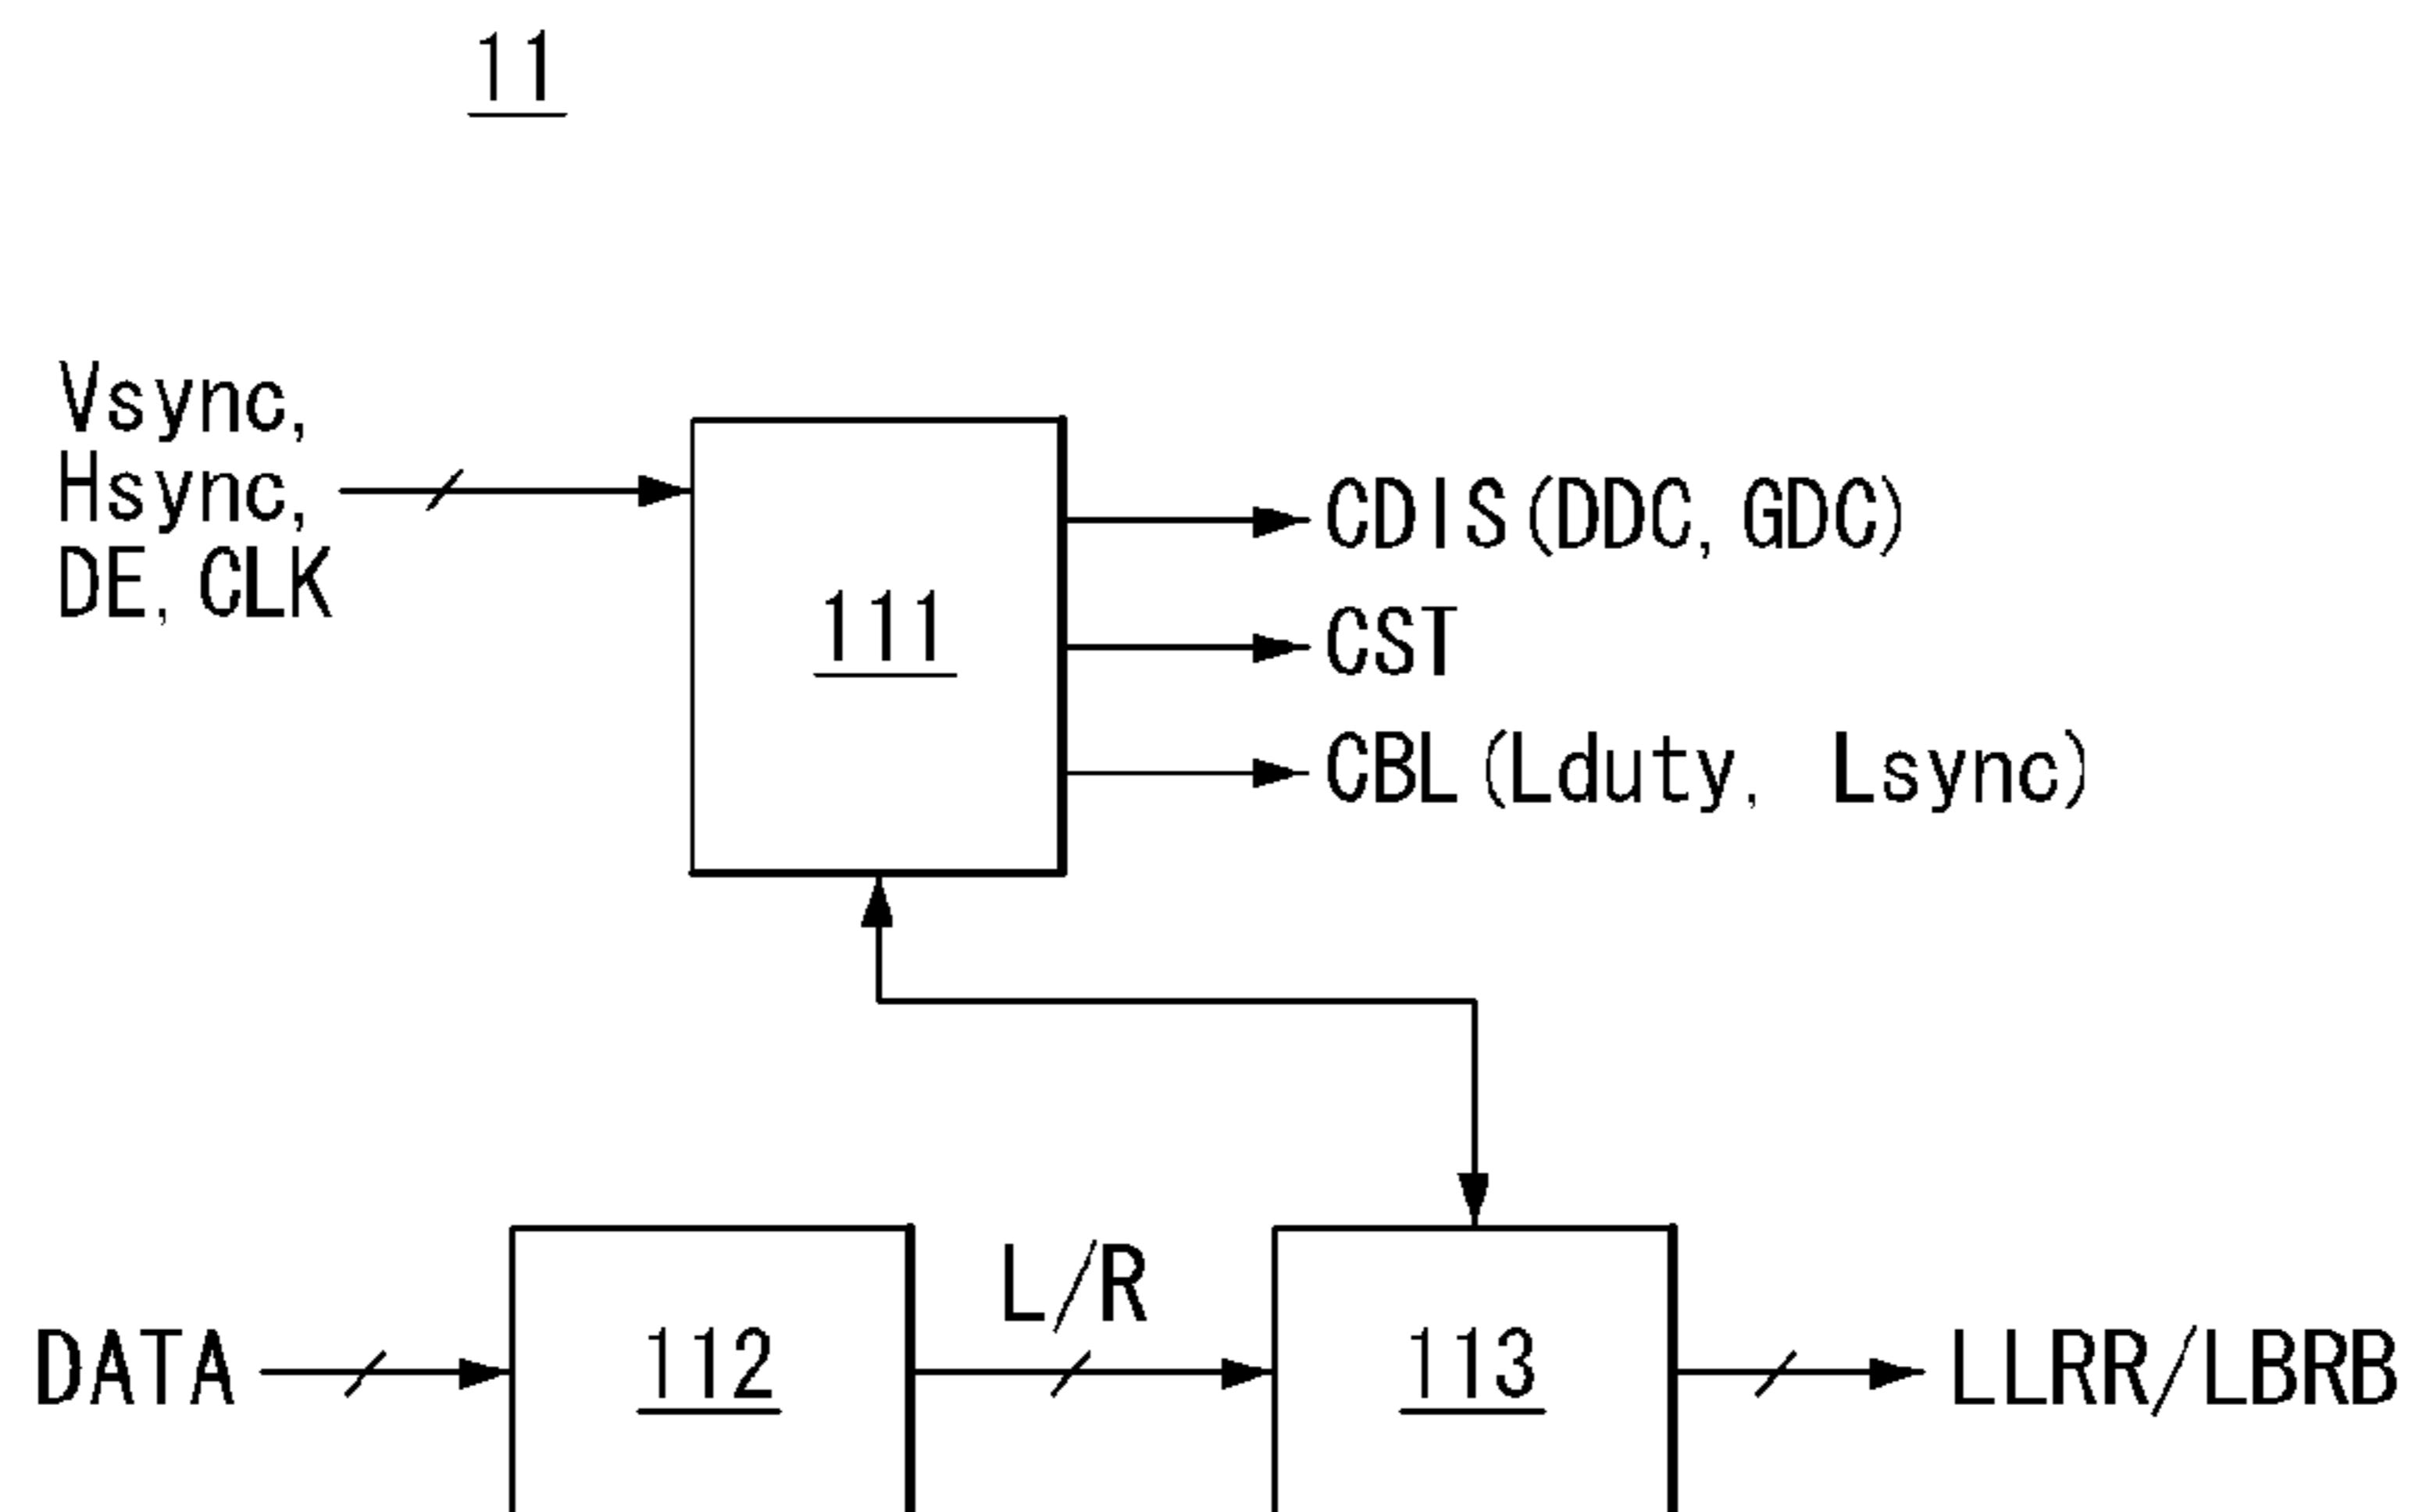 11
Vsync,
Hsync,
DE, CLK
111
CDIS(DDC, GDC)
CST
CBL(Lduty, Lsync)
DATA
112
L/R
113
LLRR/LBRB